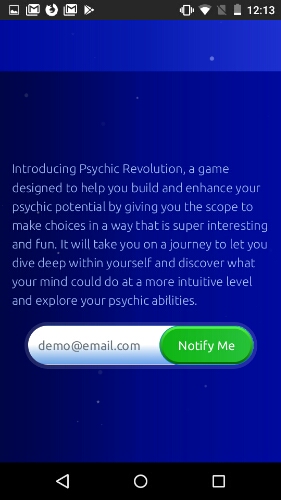 12:13
Introducing Psychic Revolution, a game
designed to help you build and enhance your
psychic potential by giving you the scope to
make choices in a way that is super interesting
and fun. It will take you on a journey to let you
dive deep within yourself and discover what
your mind could do at a more intuitive level
and explore your psychic abilities.
demo@email.com Notify Me